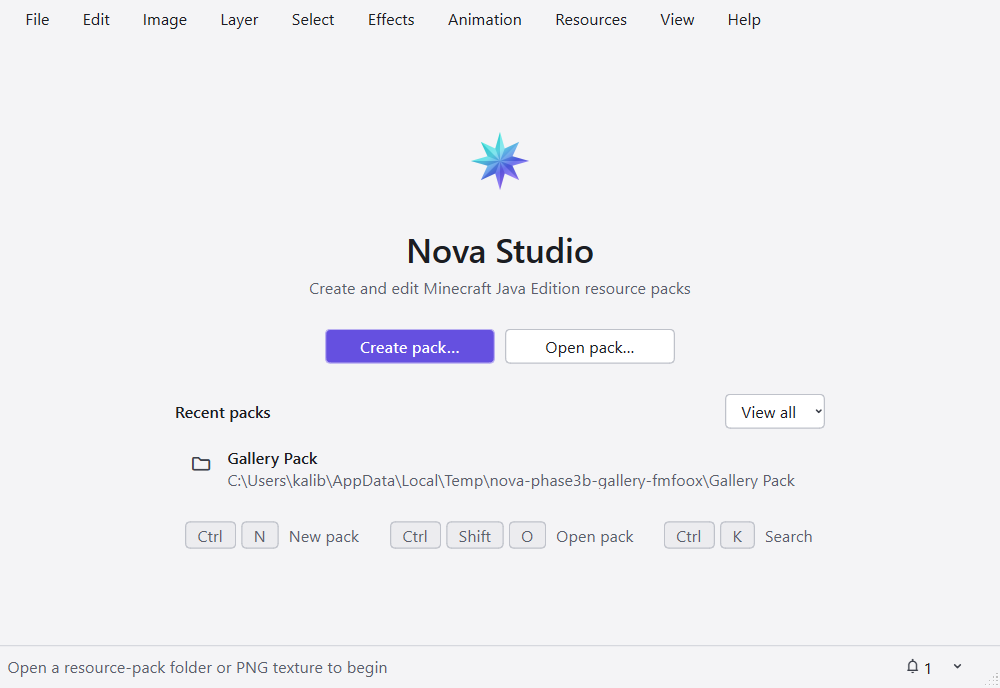 File Edit Image Layer Select Effects Animation Resources View Help
Nova Studio
Create and edit Minecraft Java Edition resource packs
Create pack... Open pack...
Recent packs View all
Gallery Pack
C:\Users\kalib\AppData\Local\Temp\nova-phase3b-gallery-fmfoox\Gallery Pack
Ctrl N New pack Ctrl Shift O Open pack Ctrl K Search
Open a resource-pack folder or PNG texture to begin 1